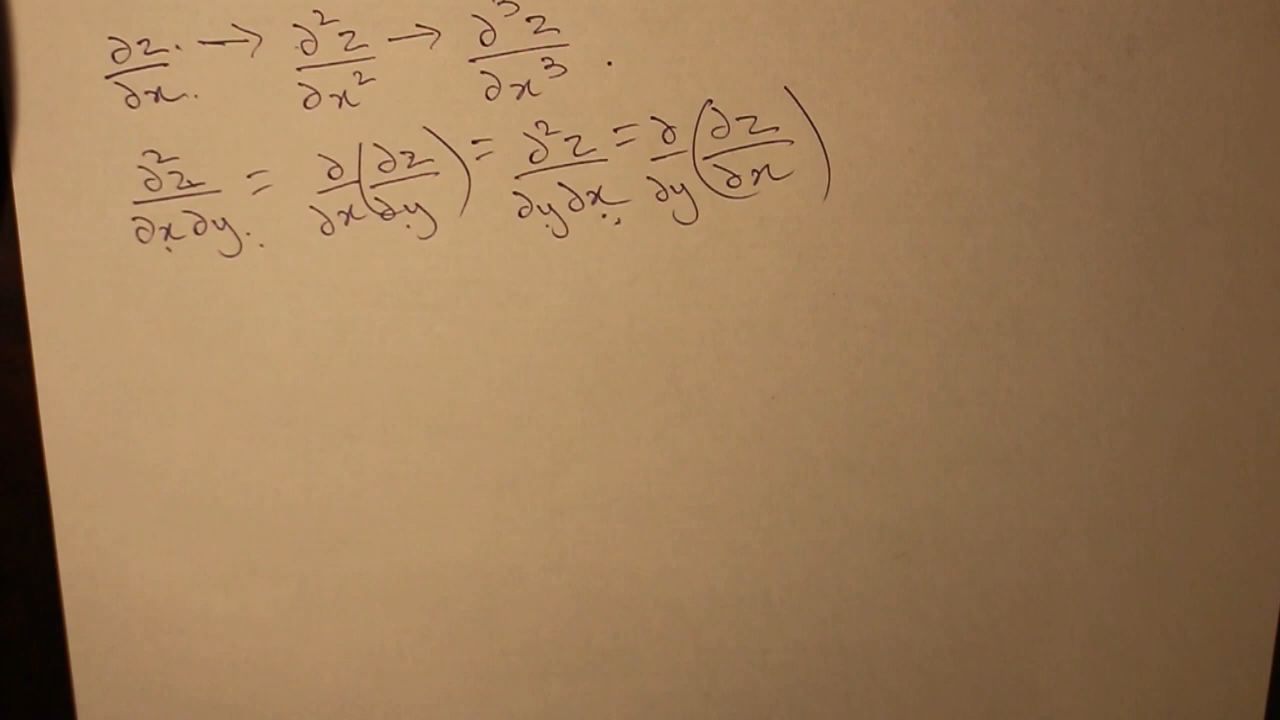 ∂z/∂x → ∂²z/∂x² → ∂³z/∂x³ .
∂²z/∂x∂y = ∂/∂x (∂z/∂y) = ∂²z/∂y∂x = ∂/∂y (∂z/∂x)